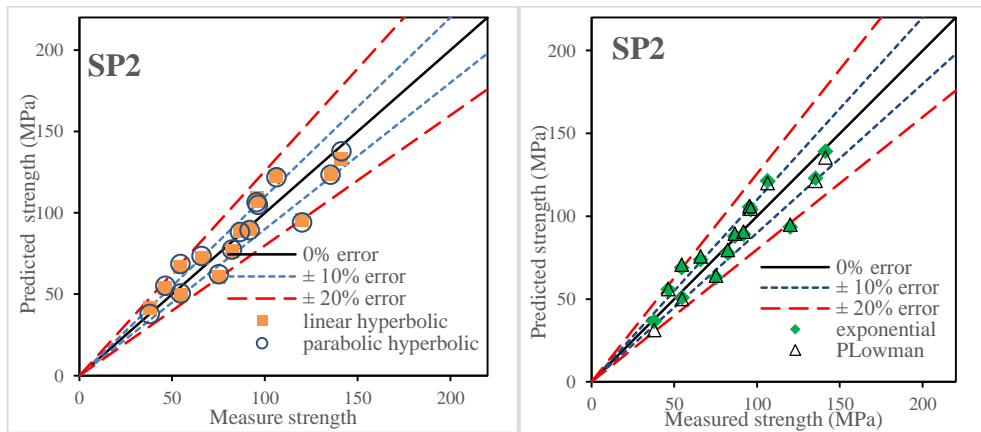 SP2
Predicted strength (MPa)
200
150
100
50
0
0 50 100 150 200
Measure strength
0% error
± 10% error
± 20% error
linear hyperbolic
parabolic hyperbolic
SP2
Predicted strength (MPa)
200
150
100
50
0
0 50 100 150 200
Measured strength (MPa)
0% error
± 10% error
± 20% error
exponential
PLowman